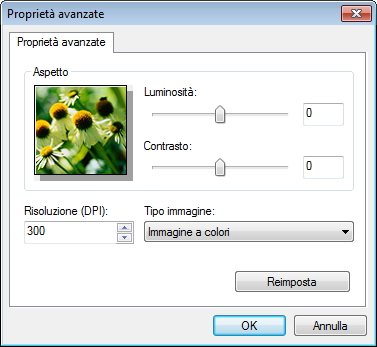 Proprietà avanzate
Proprietà avanzate
Aspetto
Luminosità:
0
Contrasto:
0
Risoluzione (DPI):
Tipo immagine:
300
Immagine a colori
Reimposta
OK
Annulla